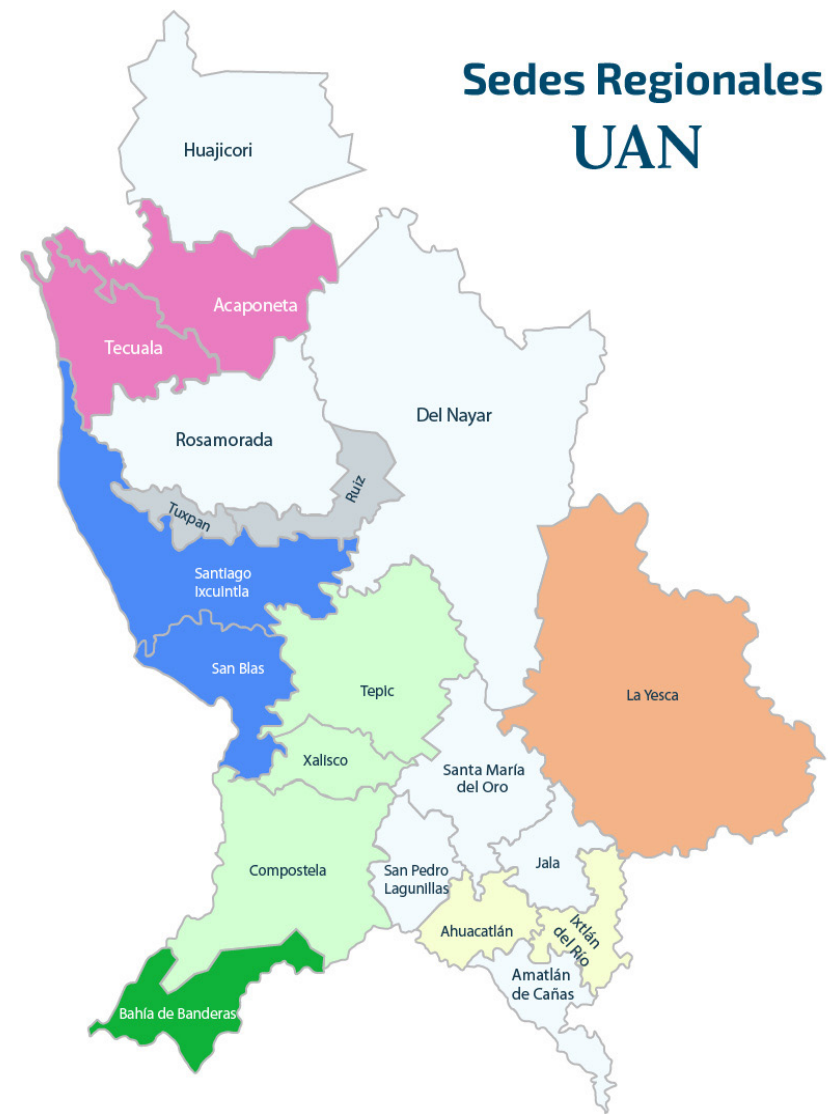 Sedes Regionales
UAN
Huajicori
Acaponeta
Tecuala
Del Nayar
Rosamorada
Ruiz
Tuxpan
Santiago
Ixcuintla
San Blas
Tepic
La Yesca
Xalisco
Santa María
del Oro
Compostela
San Pedro
Lagunillas
Jala
Ahuacatlán
Ixtlán
del Río
Amatlán
de Cañas
Bahía de Banderas